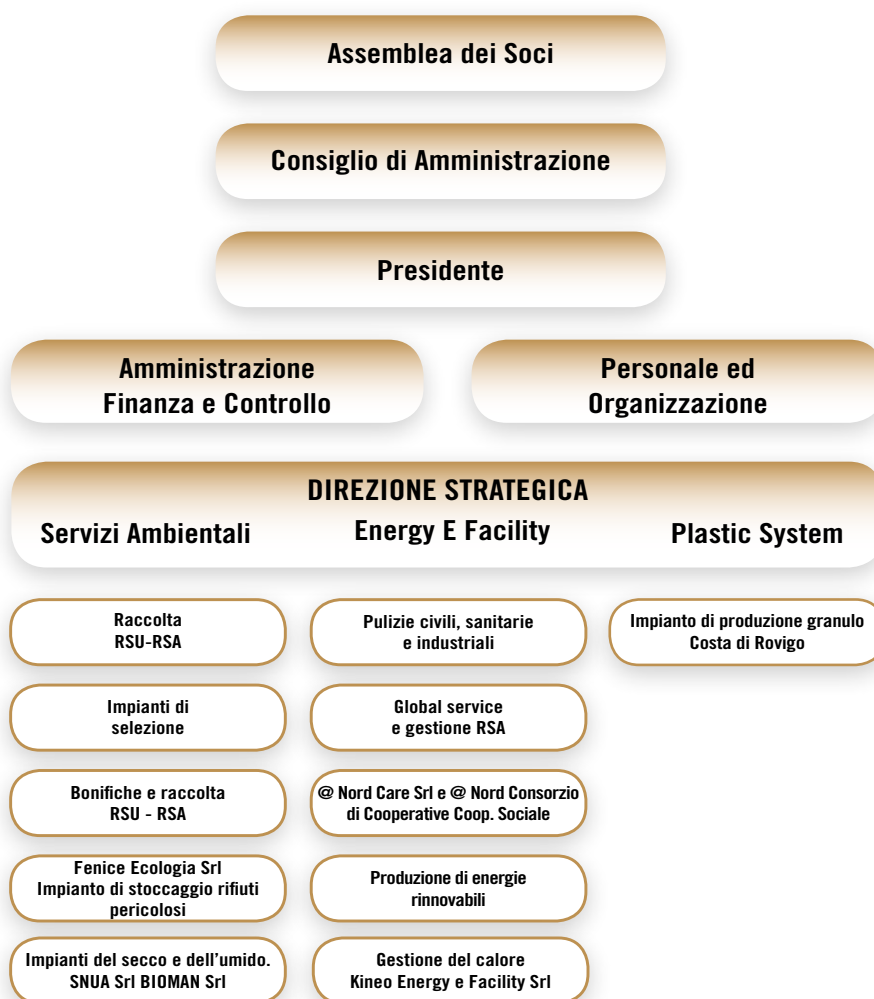 Assemblea dei Soci
Consiglio di Amministrazione
Presidente
Amministrazione
Finanza e Controllo
Personale ed
Organizzazione
DIREZIONE STRATEGICA
Servizi Ambientali
Energy E Facility
Plastic System
Raccolta
RSU-RSA
Impianti di
selezione
Bonifiche e raccolta
RSU - RSA
Fenice Ecologia Srl
Impianto di stoccaggio rifiuti
pericolosi
Impianti del secco e dell'umido.
SNUA Srl BIOMAN Srl
Pulizie civili, sanitarie
e industriali
Global service
e gestione RSA
@ Nord Care Srl e @ Nord Consorzio
di Cooperative Coop. Sociale
Produzione di energie
rinnovabili
Gestione del calore
Kineo Energy e Facility Srl
Impianto di produzione granulo
Costa di Rovigo